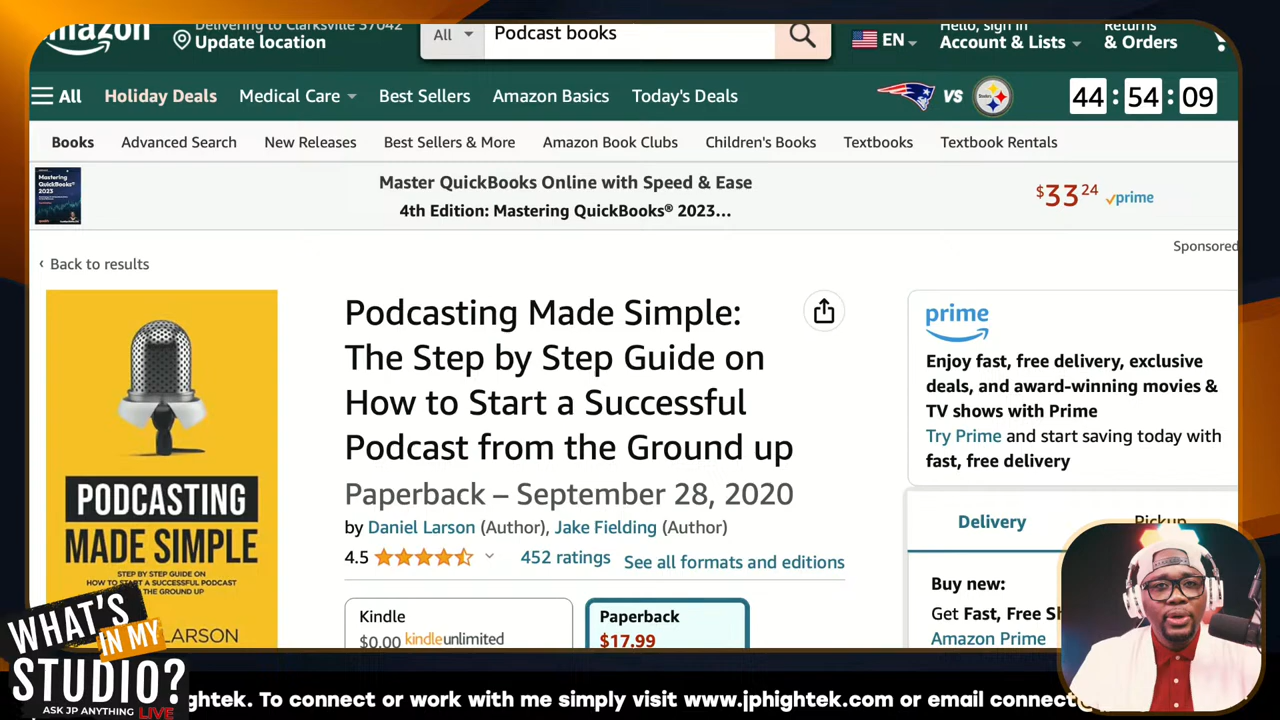 amazon
Delivering to Clarksville 37042
Update location
All
Podcast books
EN
Hello, sign in
Account & Lists
Returns
& Orders
All
Holiday Deals
Medical Care
Best Sellers
Amazon Basics
Today's Deals
VS
44 : 54 : 09
Books
Advanced Search
New Releases
Best Sellers & More
Amazon Book Clubs
Children's Books
Textbooks
Textbook Rentals
Mastering
QuickBooks®
2023
Master QuickBooks Online with Speed & Ease
4th Edition: Mastering QuickBooks® 2023...
$33 24 prime
Sponsored
‹ Back to results
PODCASTING
MADE SIMPLE
STEP BY STEP GUIDE ON
HOW TO START A SUCCESSFUL
PODCAST
THE GROUND UP
LARSON
Podcasting Made Simple:
The Step by Step Guide on
How to Start a Successful
Podcast from the Ground up
Paperback – September 28, 2020
by Daniel Larson (Author), Jake Fielding (Author)
4.5
452 ratings
See all formats and editions
Kindle
$0.00 kindleunlimited
Paperback
$17.99
prime
Enjoy fast, free delivery, exclusive
deals, and award-winning movies &
TV shows with Prime
Try Prime and start saving today with
fast, free delivery
Delivery
Pickup
Buy new:
Get Fast, Free Sh
Amazon Prime
WHAT'S
IN MY
STUDIO?
ASK JP ANYTHING LIVE
ghtek. To connect or work with me simply visit www.jphightek.com or email connect@